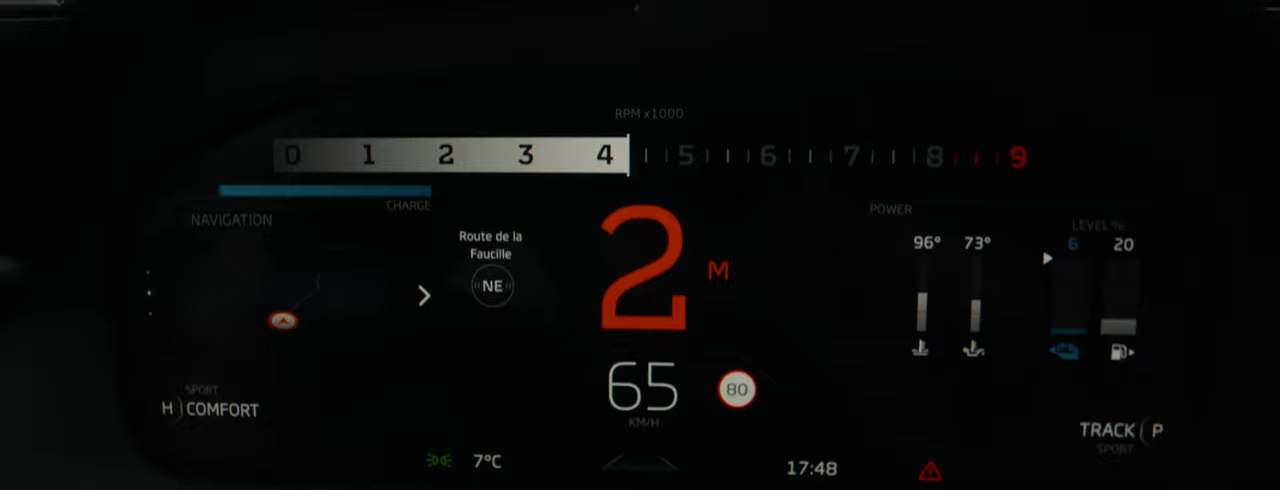 RPM x1000
0 1 2 3 4 5 6 7 8 9
CHARGE
POWER
NAVIGATION
LEVEL %
Route de la
Faucille
NE
2 M
96° 73°
6 20
65
KM/H
80
SPORT
H COMFORT
TRACK P
SPORT
7°C
17:48